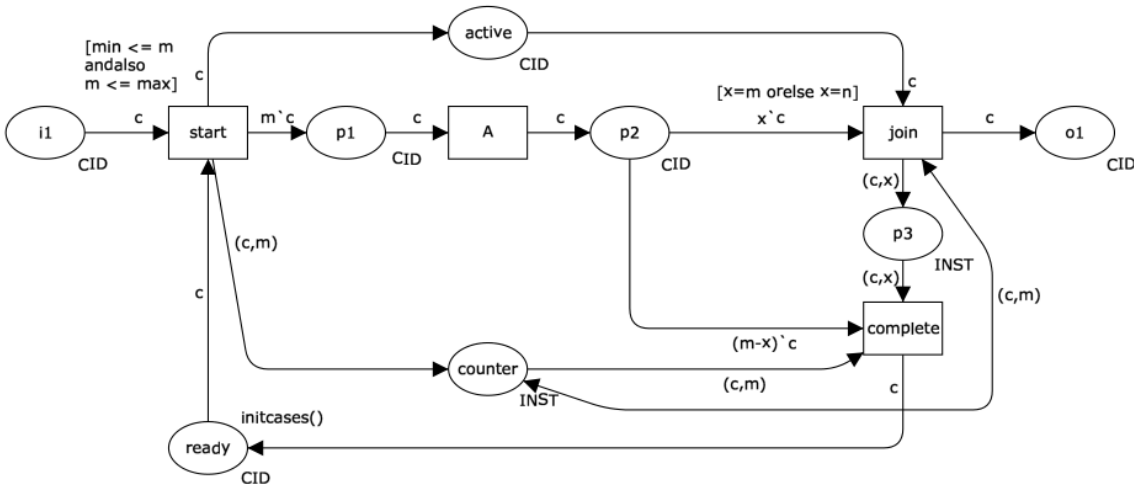 active
[min <= m
andalso
m <= max]
c
CID
c
[x=m orelse x=n]
i1
c
start
m`c
p1
c
A
c
p2
x`c
join
c
o1
CID
CID
CID
CID
(c,x)
(c,m)
p3
INST
c
(c,x)
(c,m)
complete
(m-x)`c
counter
(c,m)
INST
c
initcases()
ready
CID